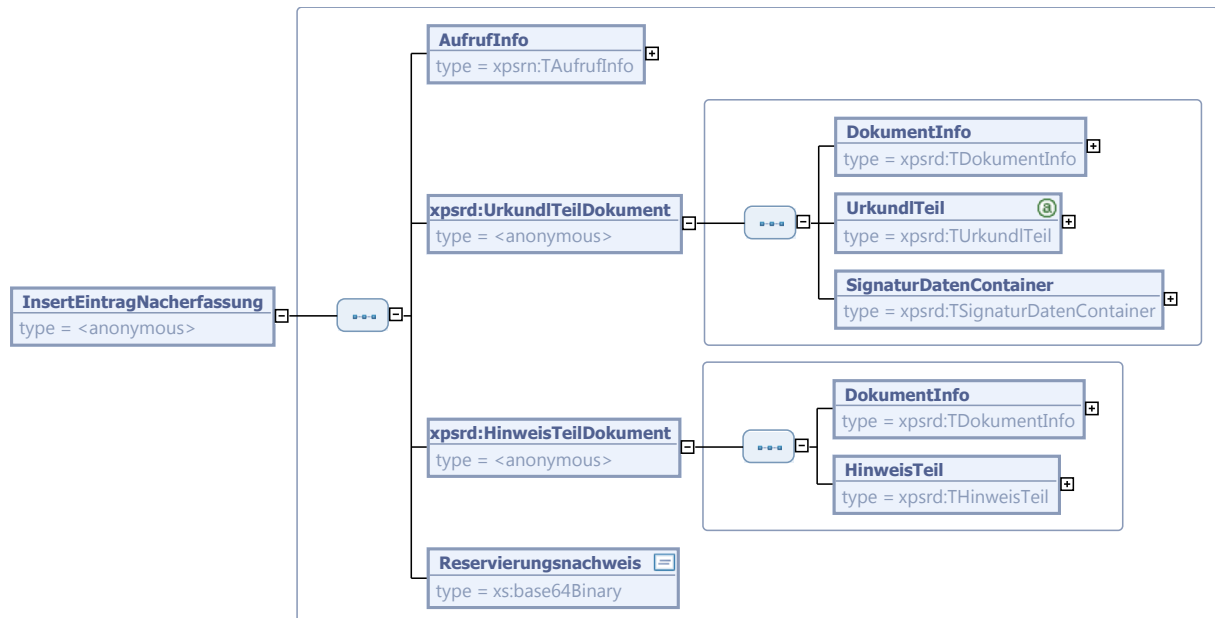 AufrufInfo
type = xpsrn:TAufrufInfo
DokumentInfo
type = xpsrd:TDokumentInfo
xpsrd:UrkundlTeilDokument
type = <anonymous>
UrkundlTeil a
type = xpsrd:TUrkundlTeil
SignaturDatenContainer
type = xpsrd:TSignaturDatenContainer
InsertEintragNacherfassung
type = <anonymous>
DokumentInfo
type = xpsrd:TDokumentInfo
xpsrd:HinweisTeilDokument
type = <anonymous>
HinweisTeil
type = xpsrd:THinweisTeil
Reservierungsnachweis
type = xs:base64Binary